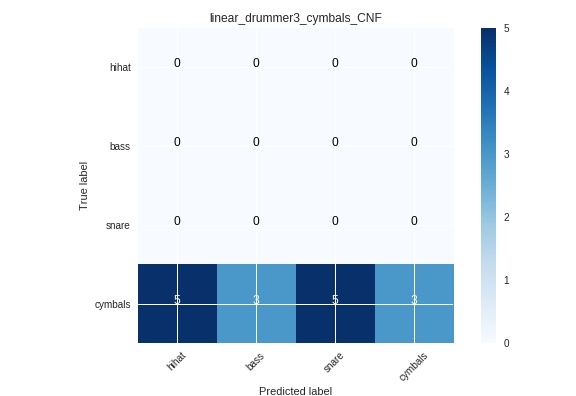 linear_drummer3_cymbals_CNF
hihat 0 0 0 0
bass 0 0 0 0
snare 0 0 0 0
cymbals 5 3 5 3
hihat bass snare cymbals
True label
Predicted label
5
4
3
2
1
0